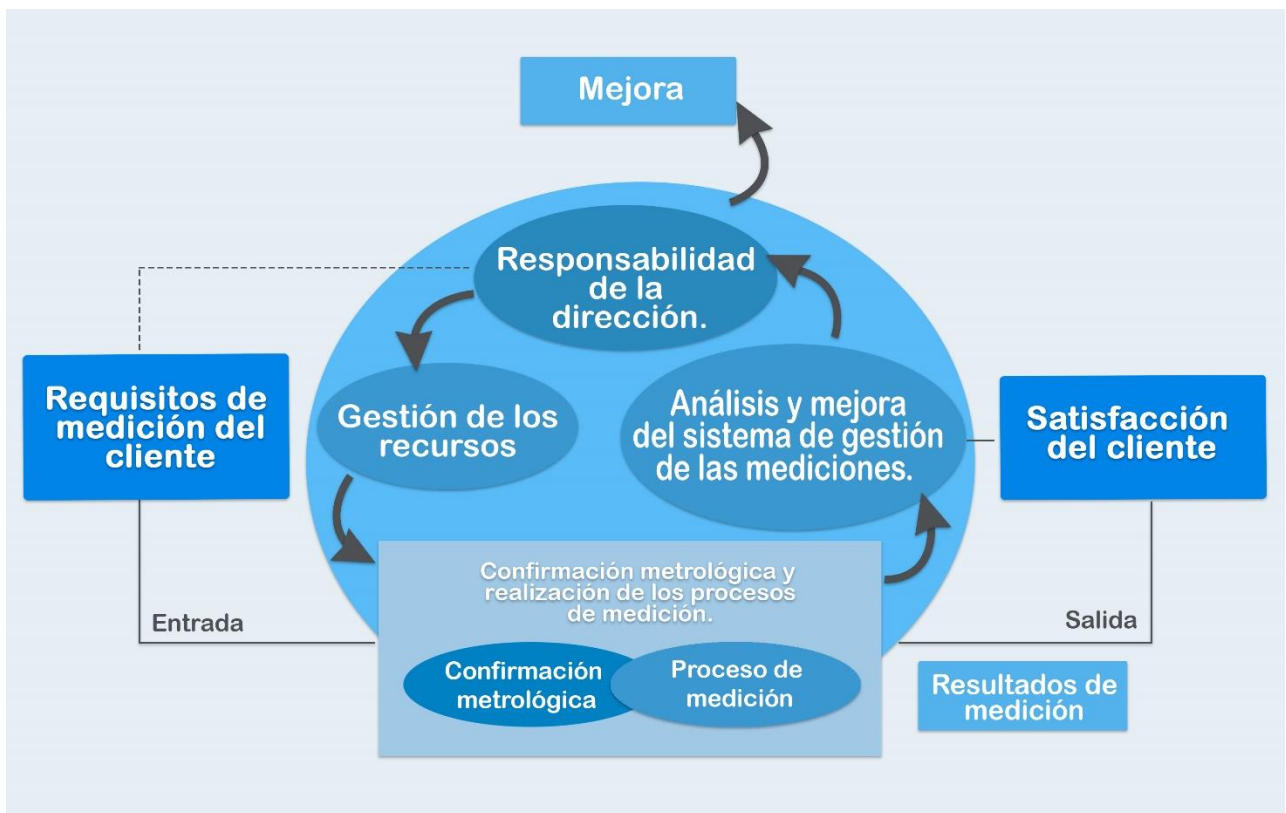 Mejora
Responsabilidad
de la
dirección.
Requisitos de
medición del
cliente
Gestión de los
recursos
Análisis y mejora
del sistema de gestión
de las mediciones.
Satisfacción
del cliente
Confirmación metrológica y
realización de los procesos
de medición.
Entrada
Salida
Confirmación
metrológica
Proceso de
medición
Resultados de
medición